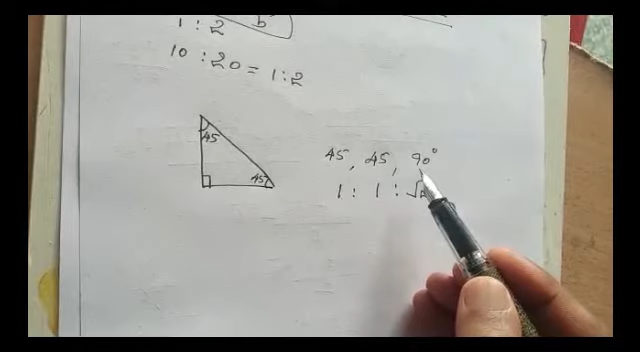 1 : 2 b
10 : 20 = 1 : 2
45
45
45, 45, 90°
1 : 1 : √